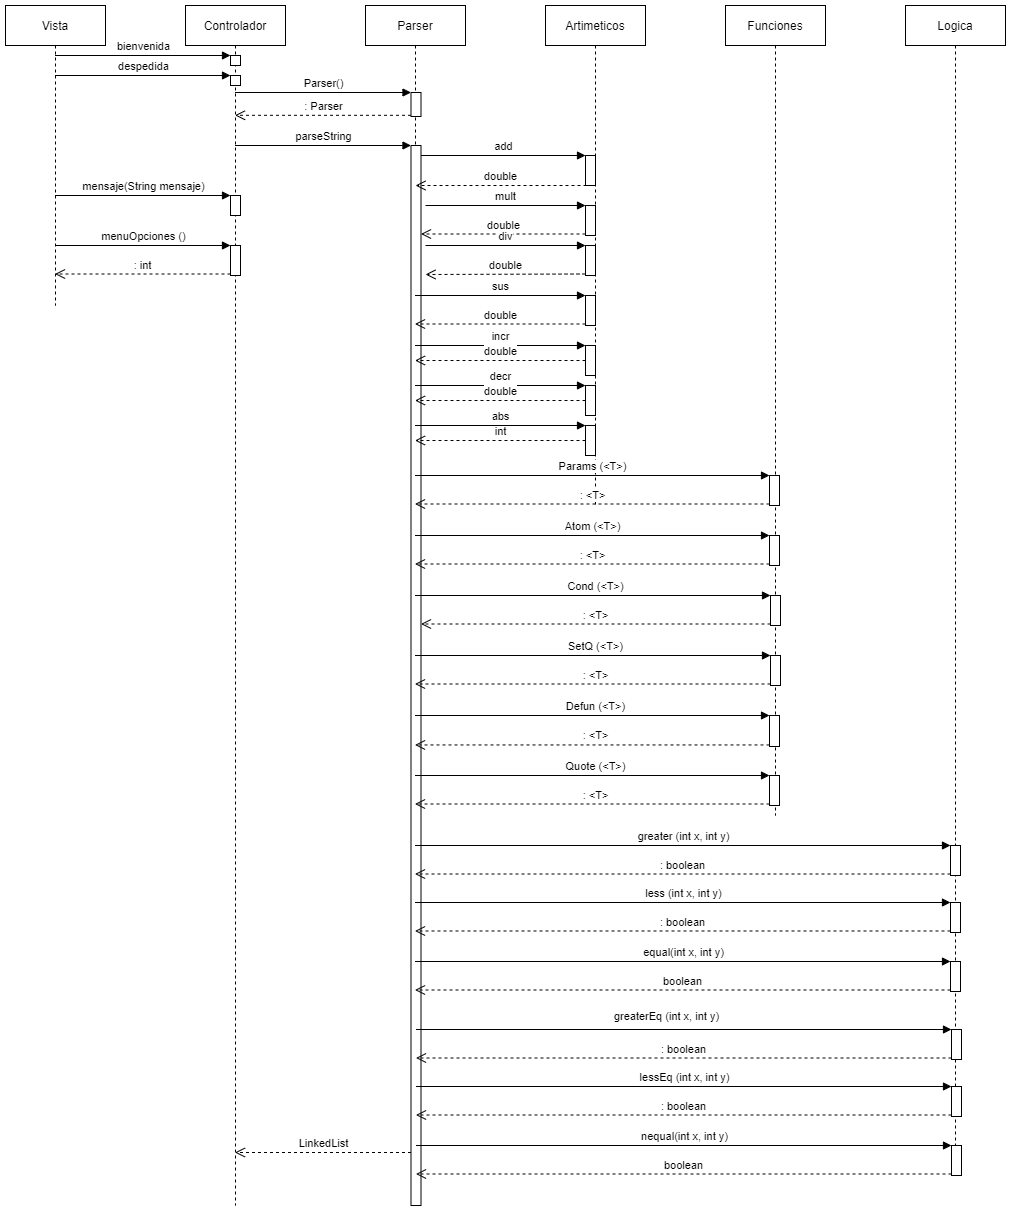 Vista
Controlador
Parser
Artimeticos
Funciones
Logica
bienvenida
despedida
Parser()
: Parser
parseString
add
double
mensaje(String mensaje)
mult
double
menuOpciones ()
div
: int
double
sus
double
incr
double
decr
double
abs
int
Params (<T>)
: <T>
Atom (<T>)
: <T>
Cond (<T>)
: <T>
SetQ (<T>)
: <T>
Defun (<T>)
: <T>
Quote (<T>)
: <T>
greater (int x, int y)
: boolean
less (int x, int y)
: boolean
equal(int x, int y)
boolean
greaterEq (int x, int y)
: boolean
lessEq (int x, int y)
: boolean
nequal(int x, int y)
LinkedList
boolean